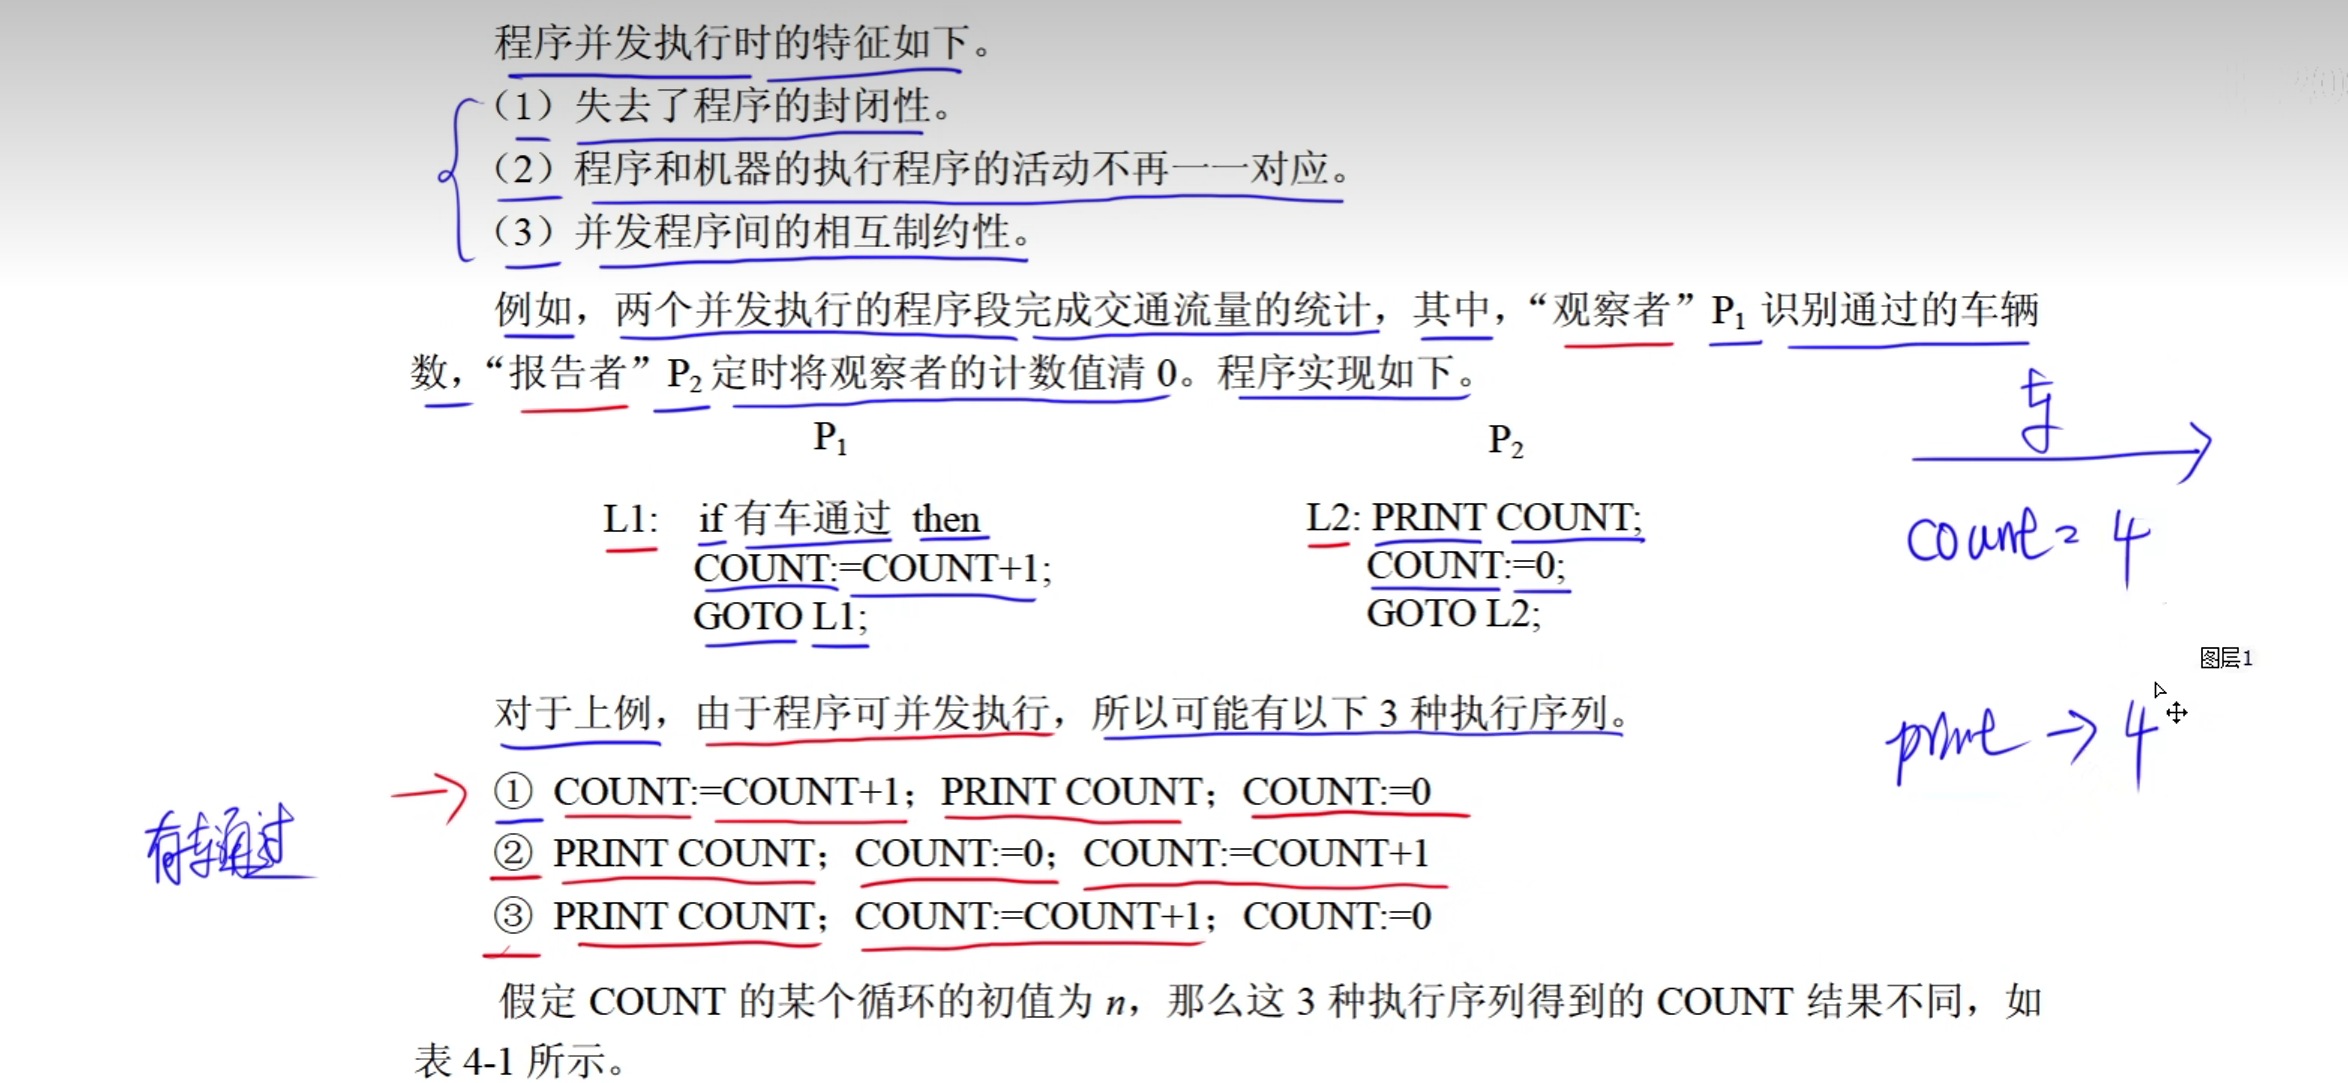 程序并发执行时的特征如下。
（1）失去了程序的封闭性。
（2）程序和机器的执行程序的活动不再一一对应。
（3）并发程序间的相互制约性。
例如，两个并发执行的程序段完成交通流量的统计，其中，“观察者”P₁ 识别通过的车辆
数，“报告者”P₂定时将观察者的计数值清 0。程序实现如下。
车
P₁ P₂
L1: if 有车通过 then L2: PRINT COUNT;
COUNT:=COUNT+1; COUNT:=0;
GOTO L1; GOTO L2;
count= 4
图层1
对于上例，由于程序可并发执行，所以可能有以下 3 种执行序列。
print → 4
① COUNT:=COUNT+1；PRINT COUNT；COUNT:=0
有车通过
② PRINT COUNT；COUNT:=0；COUNT:=COUNT+1
③ PRINT COUNT；COUNT:=COUNT+1；COUNT:=0
假定 COUNT 的某个循环的初值为 n，那么这 3 种执行序列得到的 COUNT 结果不同，如
表 4-1 所示。